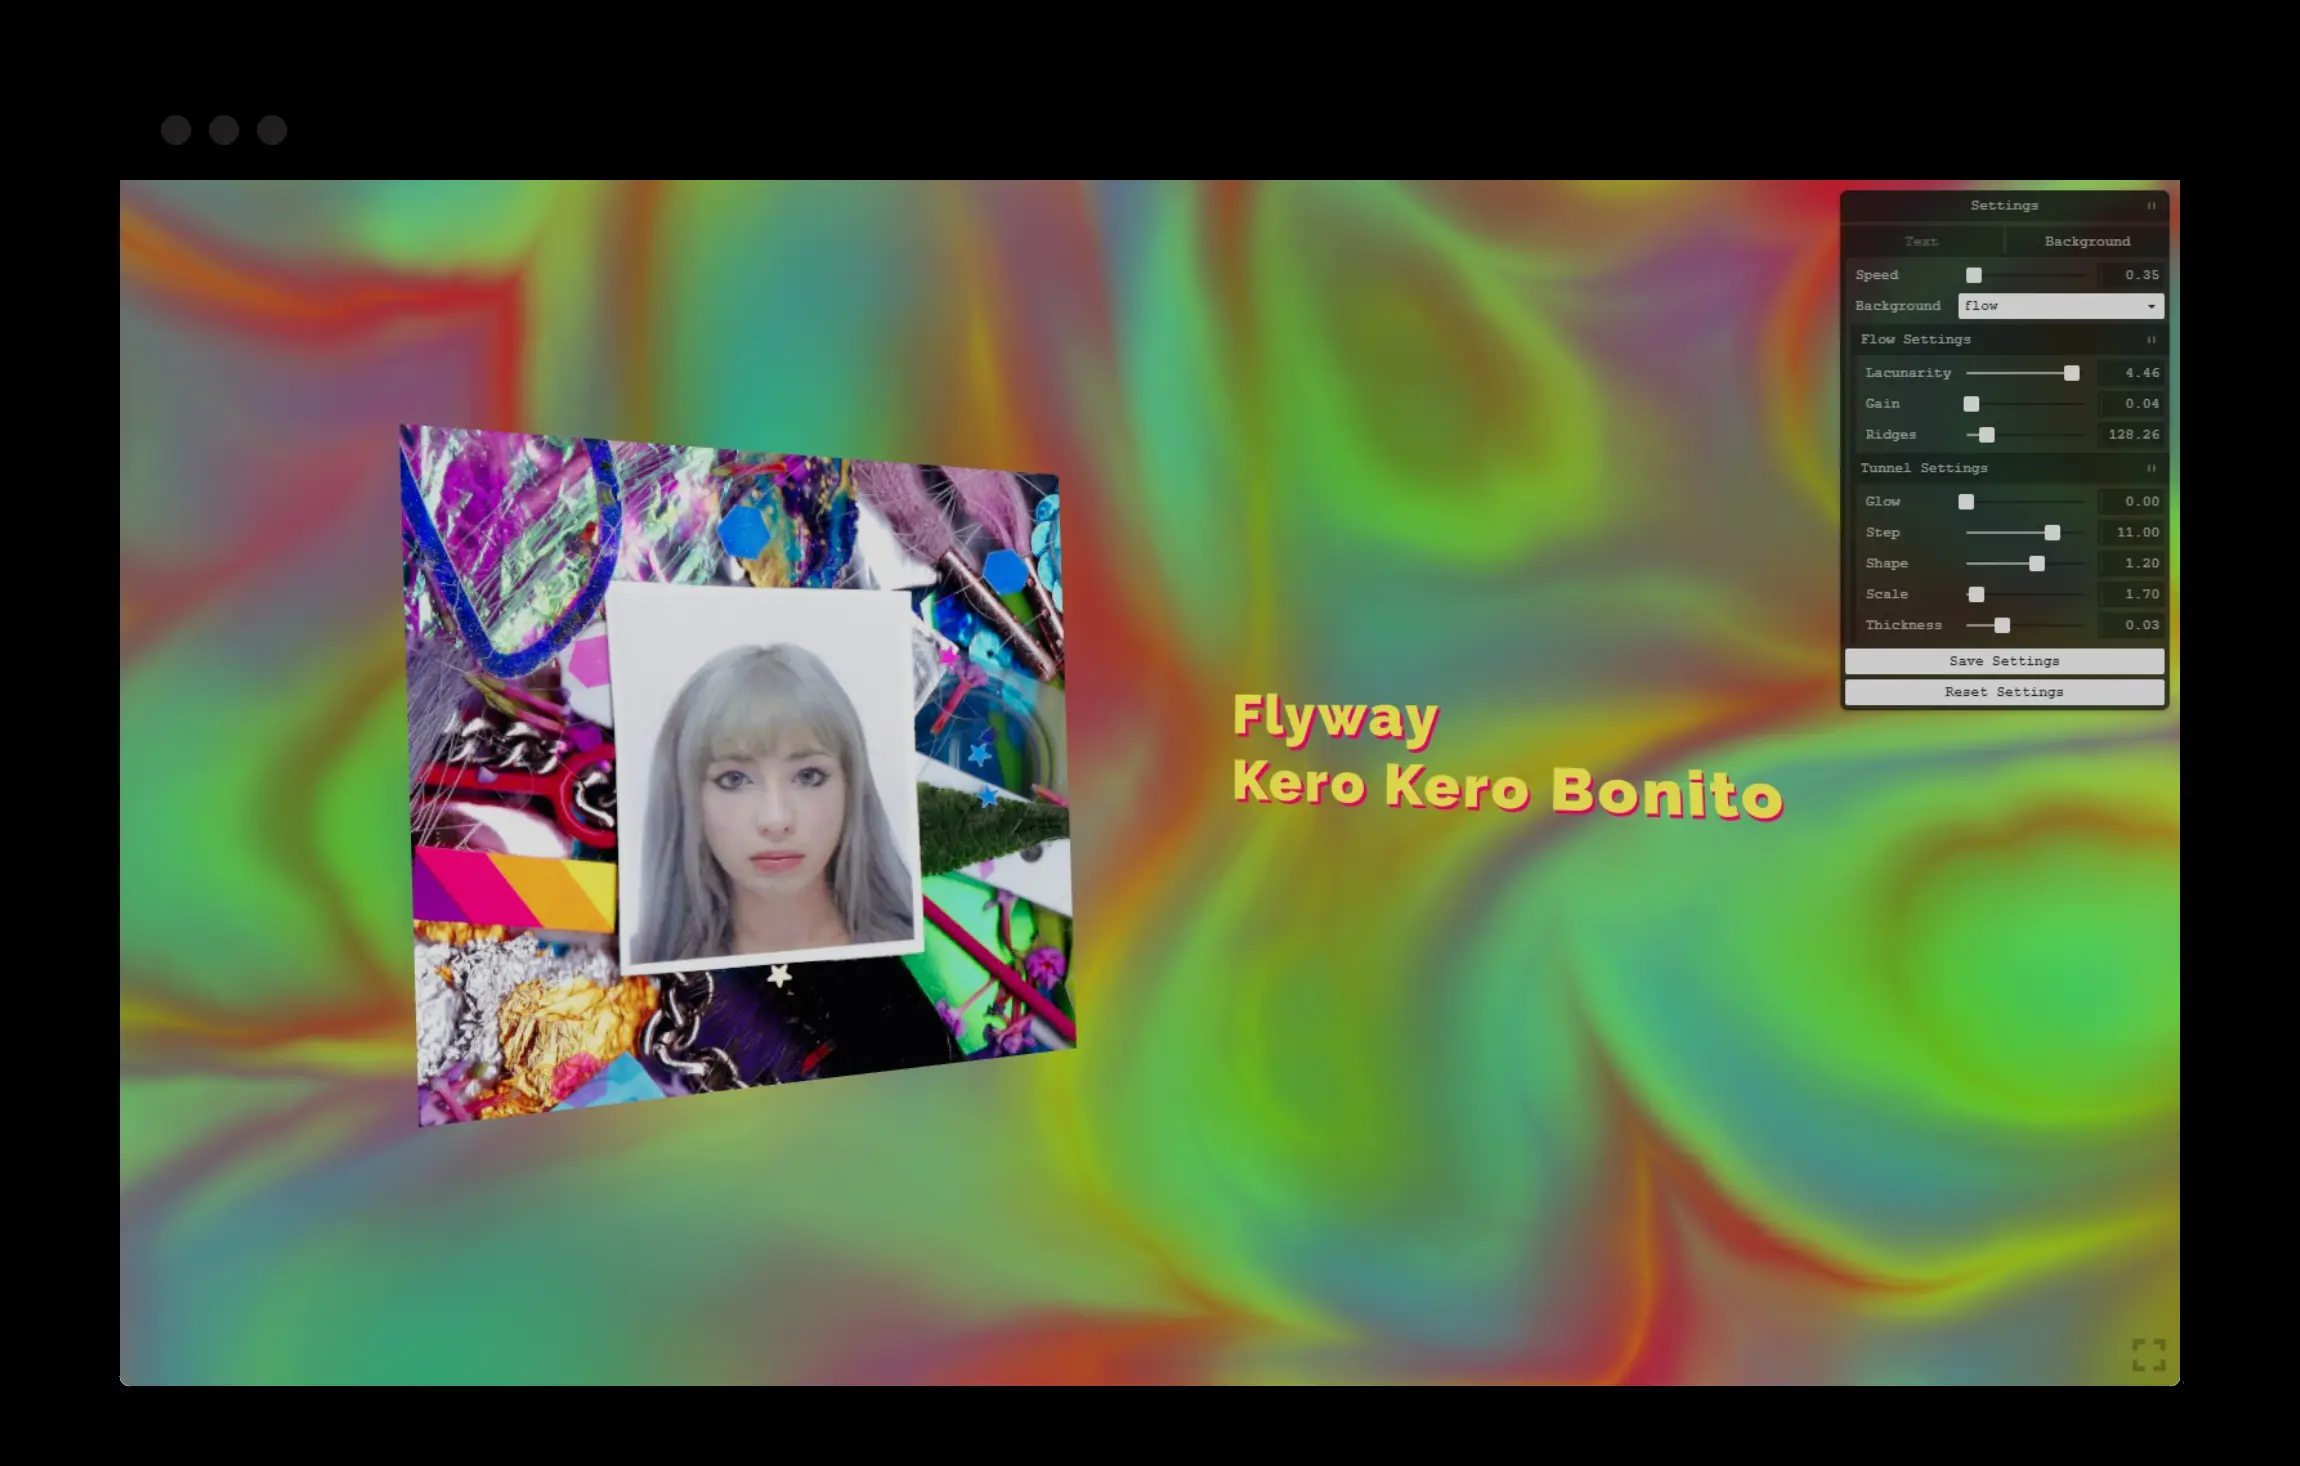 Settings
Text Background
Speed 0.35
Background flow
Flow Settings
Lacunarity 4.46
Gain 0.04
Ridges 128.26
Tunnel Settings
Glow 0.00
Step 11.00
Shape 1.20
Scale 1.70
Thickness 0.03
Save Settings
Reset Settings
Flyway
Kero Kero Bonito